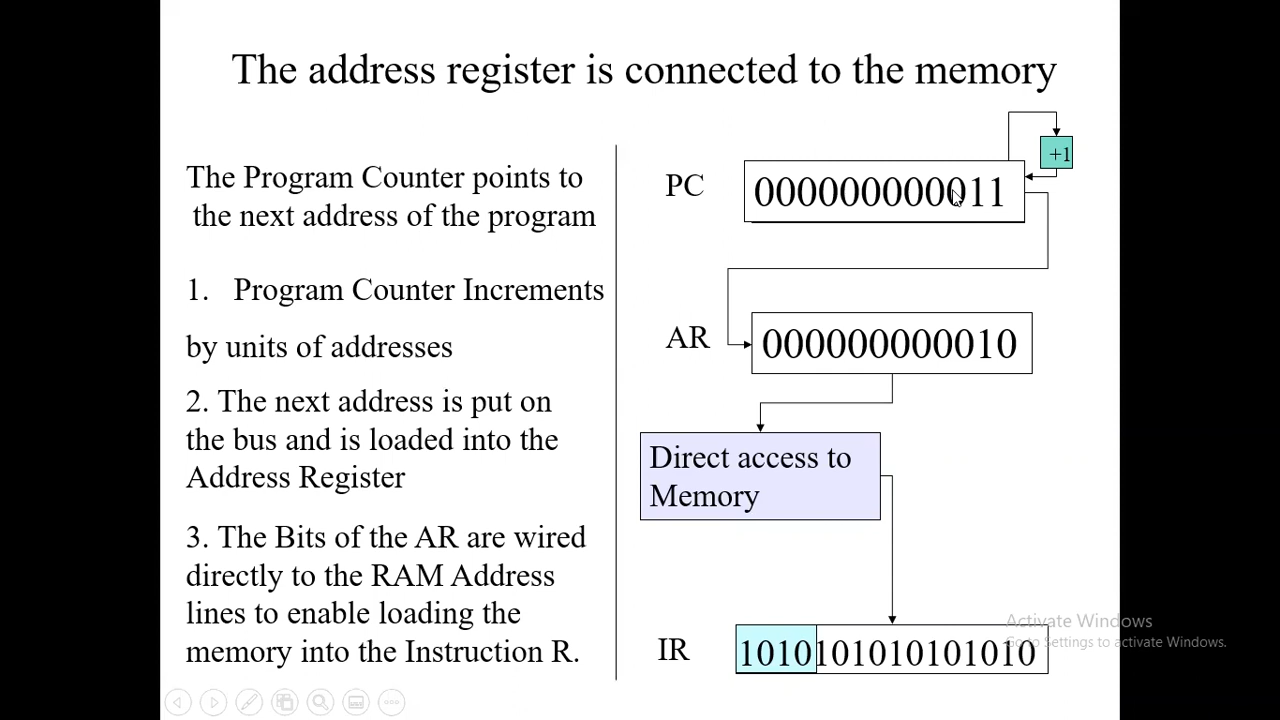 The address register is connected to the memory
The Program Counter points to
the next address of the program
1. Program Counter Increments
by units of addresses
2. The next address is put on
the bus and is loaded into the
Address Register
3. The Bits of the AR are wired
directly to the RAM Address
lines to enable loading the
memory into the Instruction R.
+1
PC 000000000011
AR 000000000010
Direct access to
Memory
IR 1010101010101010
Activate Windows
Go to Settings to activate Windows.